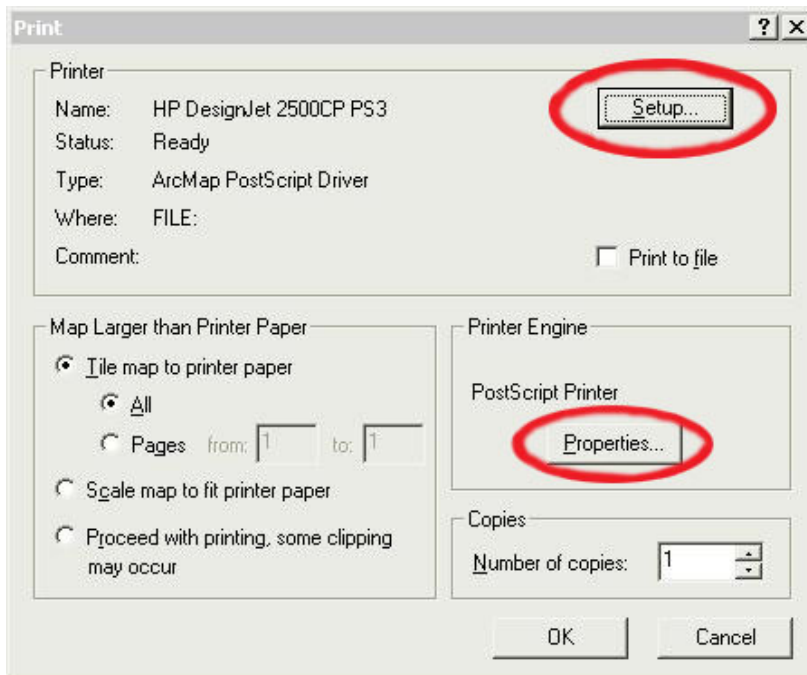 Print
? X
Printer
Name: HP DesignJet 2500CP PS3
Setup...
Status: Ready
Type: ArcMap PostScript Driver
Where: FILE:
Comment:
Print to file
Map Larger than Printer Paper
Tile map to printer paper
All
Pages from: 1 to: 1
Scale map to fit printer paper
Proceed with printing, some clipping
may occur
Printer Engine
PostScript Printer
Properties...
Copies
Number of copies: 1
OK Cancel